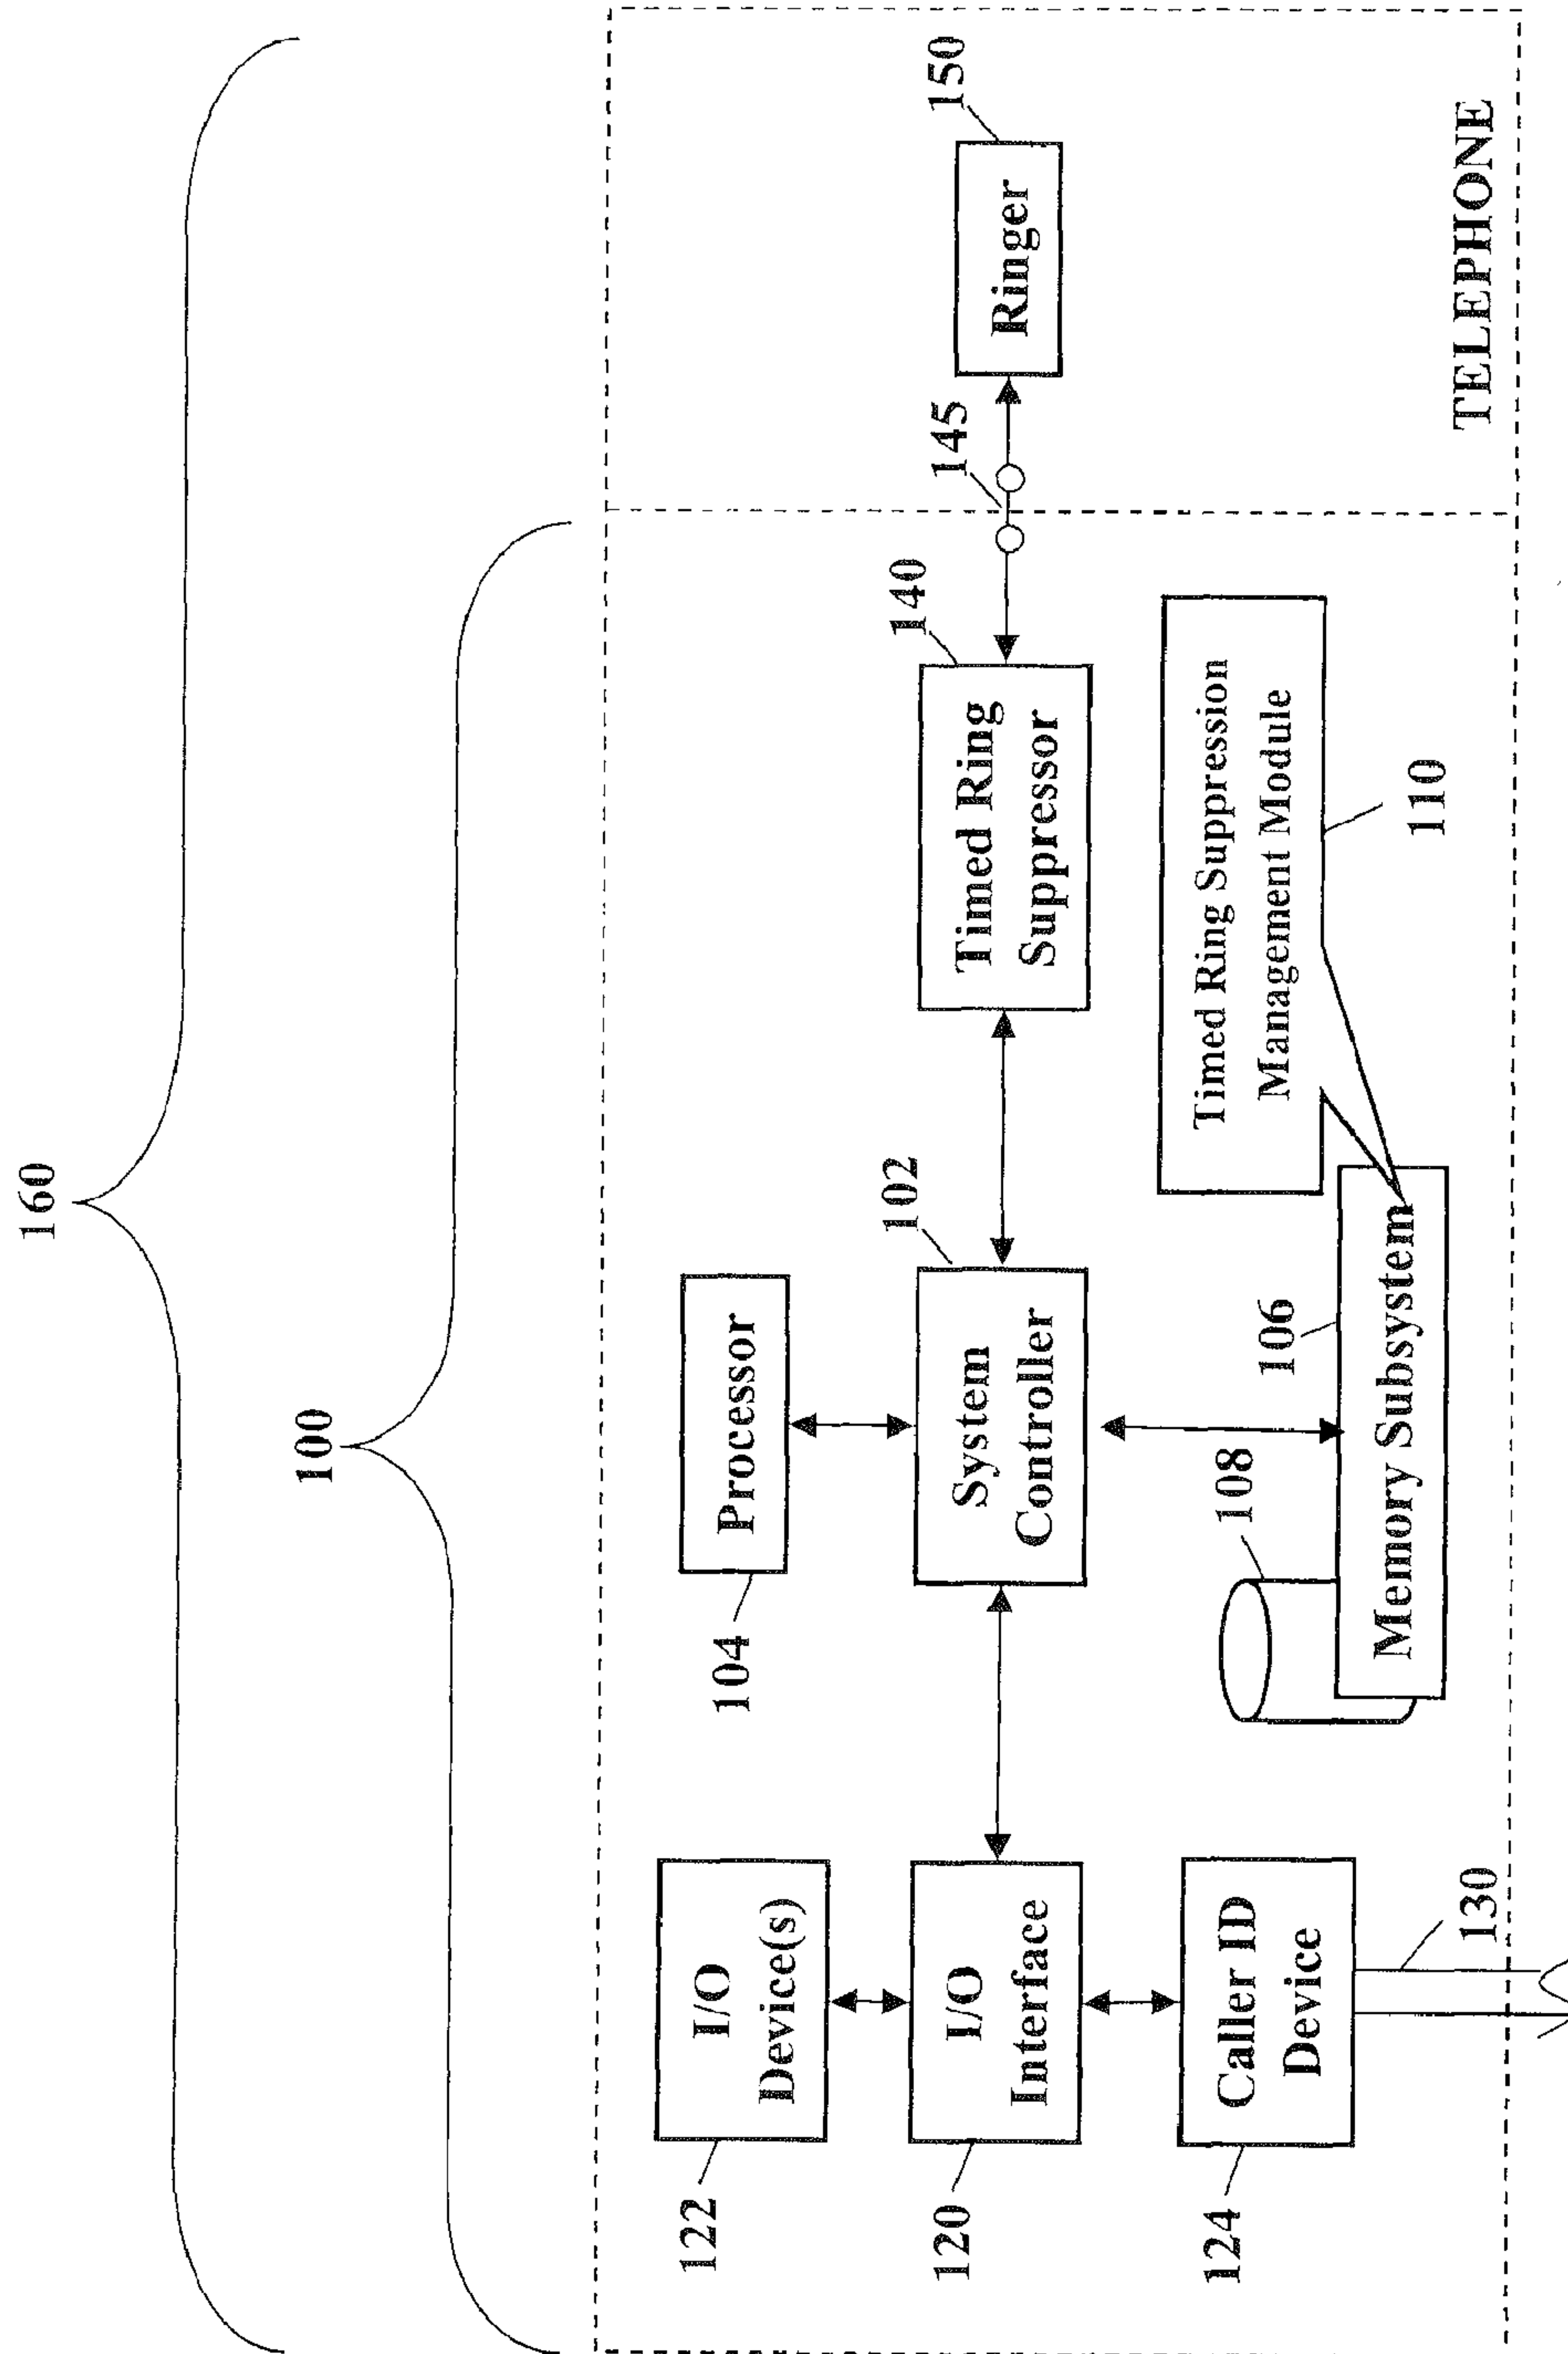 160
100
122
I/O
Device(s)
104
Processor
120
I/O
Interface
System
Controller
102
Timed Ring
Suppressor
140
145
Ringer
150
124
Caller ID
Device
130
108
106
Memory Subsystem
Timed Ring Suppression
Management Module
110
TELEPHONE